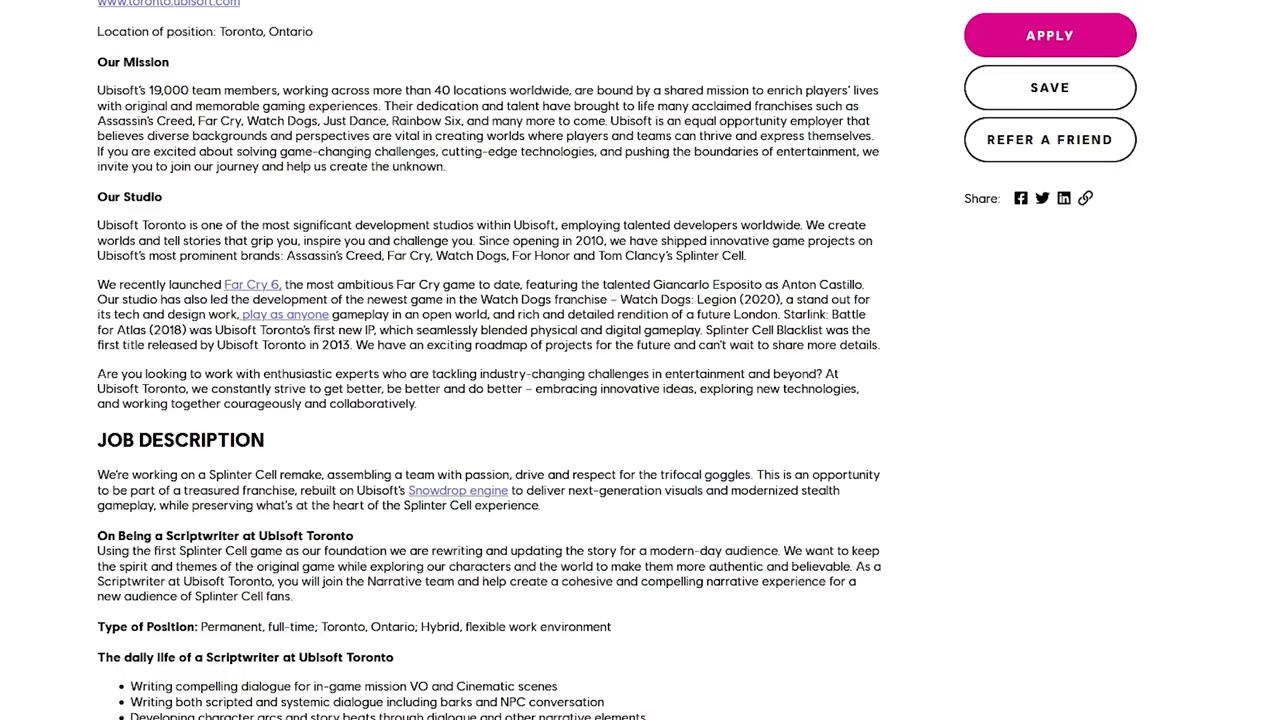 www.toronto.ubisoft.com
Location of position: Toronto, Ontario
Our Mission
Ubisoft's 19,000 team members, working across more than 40 locations worldwide, are bound by a shared mission to enrich players' lives
with original and memorable gaming experiences. Their dedication and talent have brought to life many acclaimed franchises such as
Assassin's Creed, Far Cry, Watch Dogs, Just Dance, Rainbow Six, and many more to come. Ubisoft is an equal opportunity employer that
believes diverse backgrounds and perspectives are vital in creating worlds where players and teams can thrive and express themselves.
If you are excited about solving game-changing challenges, cutting-edge technologies, and pushing the boundaries of entertainment, we
invite you to join our journey and help us create the unknown.
Our Studio
Ubisoft Toronto is one of the most significant development studios within Ubisoft, employing talented developers worldwide. We create
worlds and tell stories that grip you, inspire you and challenge you. Since opening in 2010, we have shipped innovative game projects on
Ubisoft's most prominent brands: Assassin's Creed, Far Cry, Watch Dogs, For Honor and Tom Clancy's Splinter Cell.
We recently launched Far Cry 6, the most ambitious Far Cry game to date, featuring the talented Giancarlo Esposito as Anton Castillo.
Our studio has also led the development of the newest game in the Watch Dogs franchise – Watch Dogs: Legion (2020), a stand out for
its tech and design work, play as anyone gameplay in an open world, and rich and detailed rendition of a future London. Starlink: Battle
for Atlas (2018) was Ubisoft Toronto's first new IP, which seamlessly blended physical and digital gameplay. Splinter Cell Blacklist was the
first title released by Ubisoft Toronto in 2013. We have an exciting roadmap of projects for the future and can't wait to share more details.
Are you looking to work with enthusiastic experts who are tackling industry-changing challenges in entertainment and beyond? At
Ubisoft Toronto, we constantly strive to get better, be better and do better – embracing innovative ideas, exploring new technologies,
and working together courageously and collaboratively.
JOB DESCRIPTION
We're working on a Splinter Cell remake, assembling a team with passion, drive and respect for the trifocal goggles. This is an opportunity
to be part of a treasured franchise, rebuilt on Ubisoft's Snowdrop engine to deliver next-generation visuals and modernized stealth
gameplay, while preserving what's at the heart of the Splinter Cell experience.
On Being a Scriptwriter at Ubisoft Toronto
Using the first Splinter Cell game as our foundation we are rewriting and updating the story for a modern-day audience. We want to keep
the spirit and themes of the original game while exploring our characters and the world to make them more authentic and believable. As a
Scriptwriter at Ubisoft Toronto, you will join the Narrative team and help create a cohesive and compelling narrative experience for a
new audience of Splinter Cell fans.
Type of Position: Permanent, full-time; Toronto, Ontario; Hybrid, flexible work environment
The daily life of a Scriptwriter at Ubisoft Toronto
• Writing compelling dialogue for in-game mission VO and Cinematic scenes
• Writing both scripted and systemic dialogue including barks and NPC conversation
• Developing character arcs and story beats through dialogue and other narrative elements
APPLY
SAVE
REFER A FRIEND
Share: